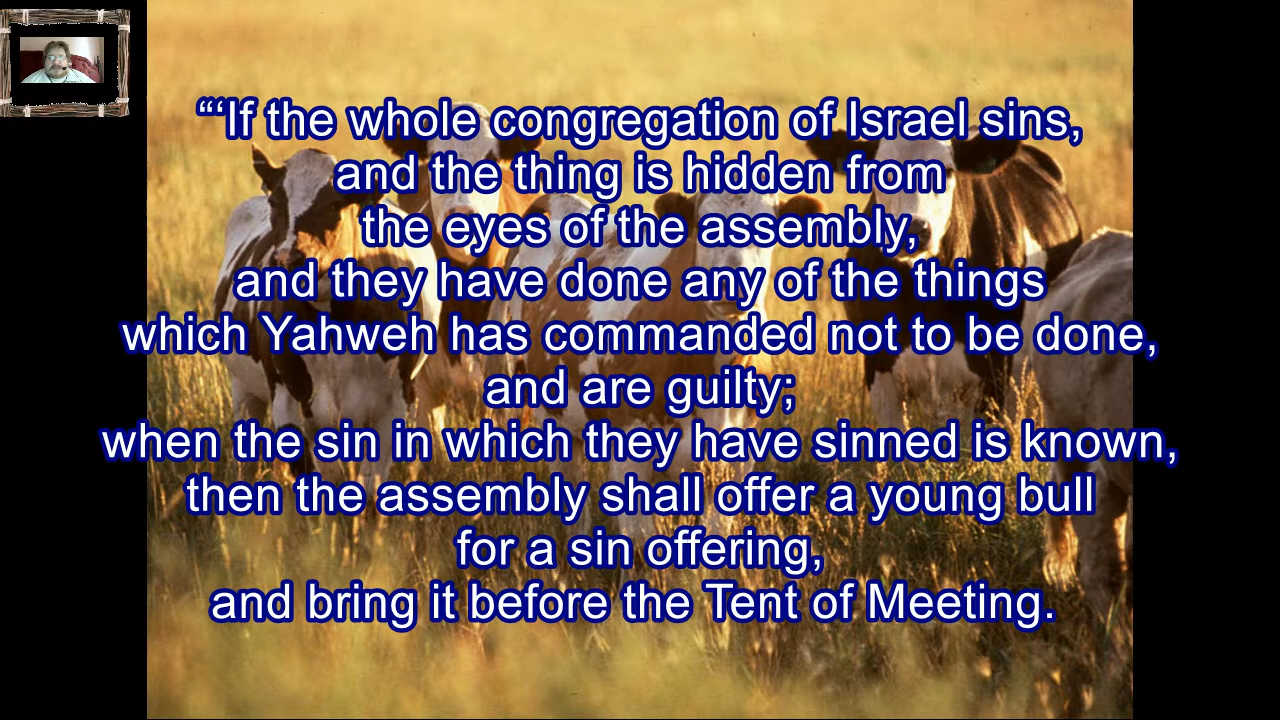 “‘If the whole congregation of Israel sins,
and the thing is hidden from
the eyes of the assembly,
and they have done any of the things
which Yahweh has commanded not to be done,
and are guilty;
when the sin in which they have sinned is known,
then the assembly shall offer a young bull
for a sin offering,
and bring it before the Tent of Meeting.